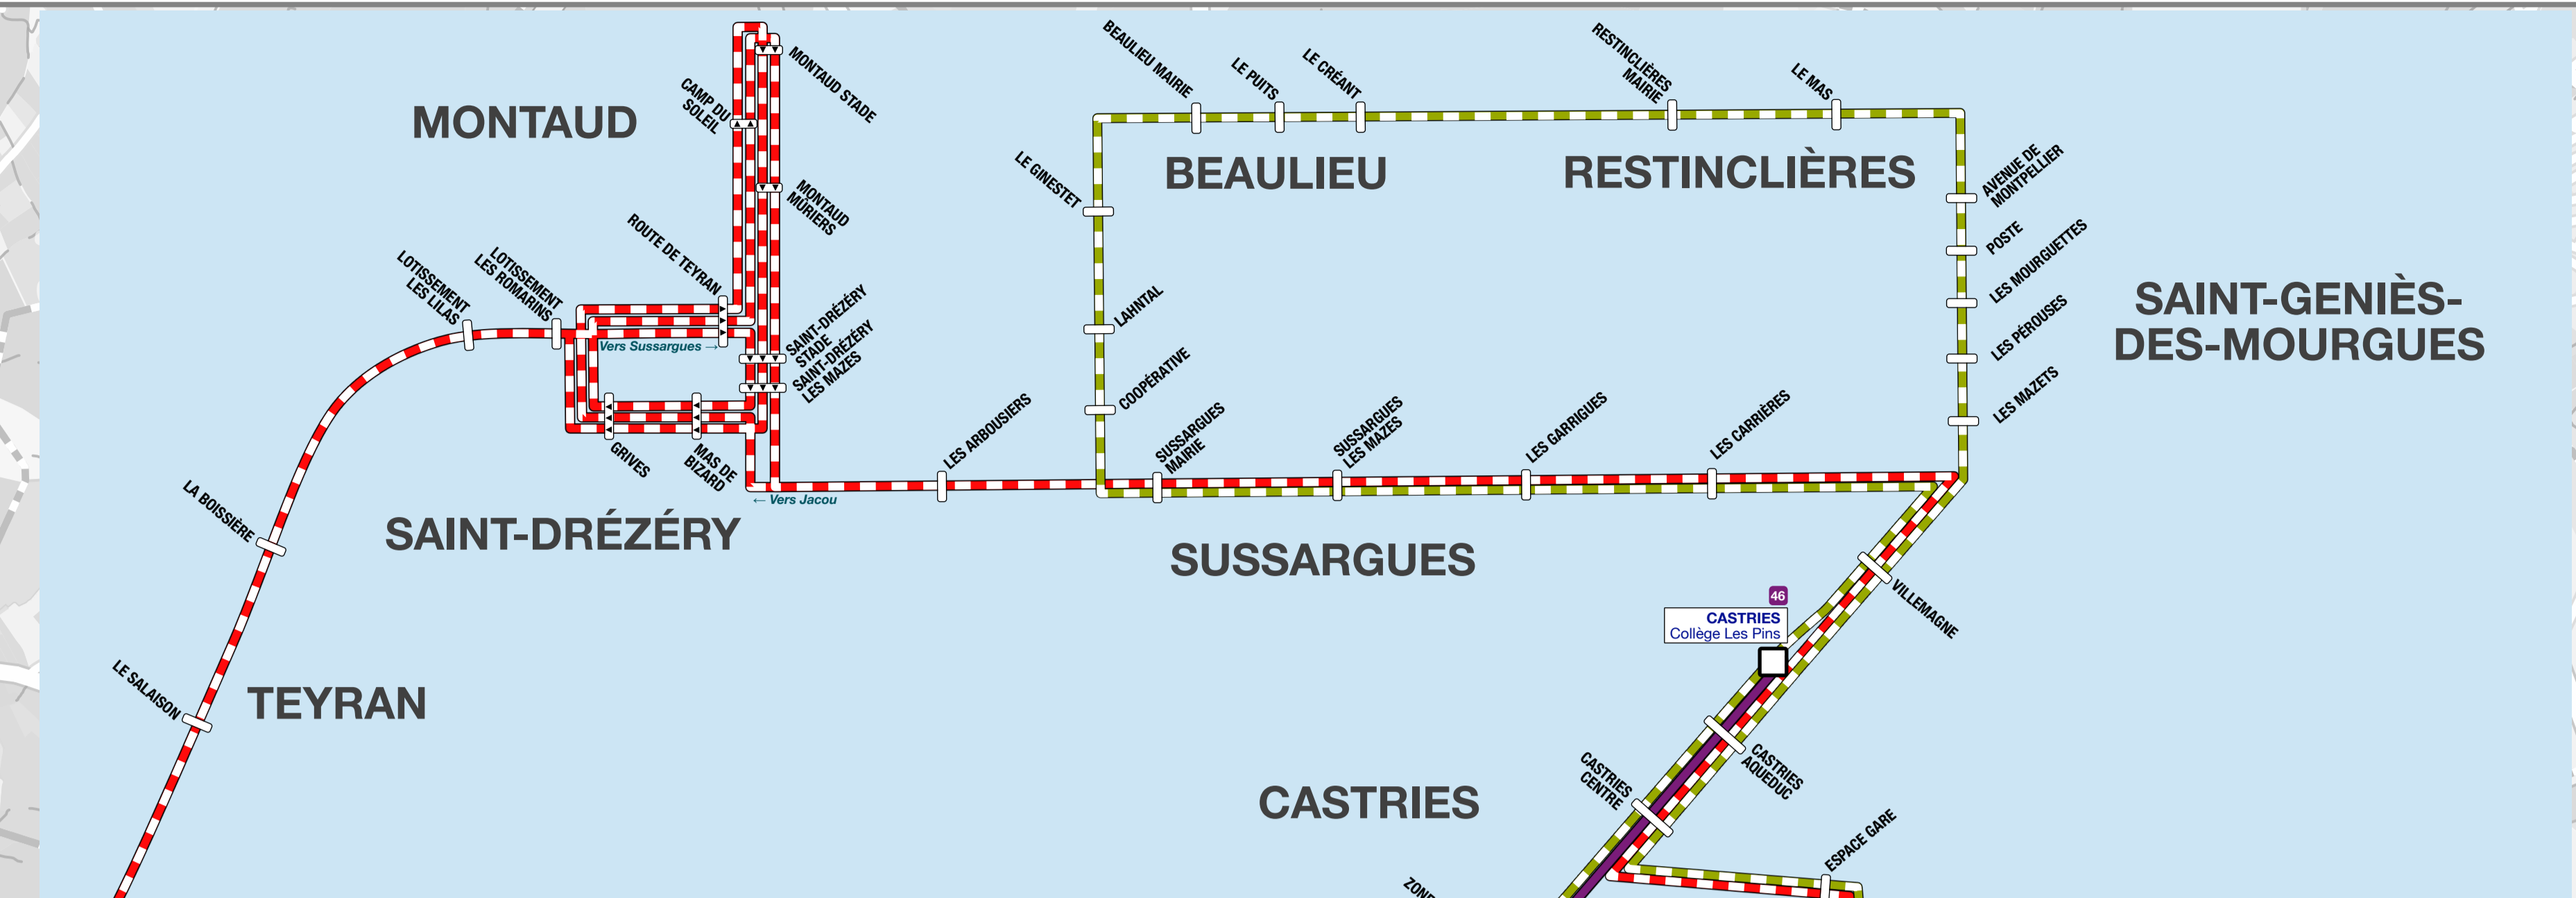 MONTAUD
CAMP DU
SOLEIL
MONTAUD STADE
MONTAUD
MÛRIERS
ROUTE DE TEYRAN
LOTISSEMENT
LES LILAS
LOTISSEMENT
LES ROMARINS
Vers Sussargues →
SAINT-DRÉZÉRY
STADE
SAINT-DRÉZÉRY
LES MAZES
GRIVES
MAS DE
BIZARD
← Vers Jacou
SAINT-DRÉZÉRY
LA BOISSIÈRE
LE SALAISON
TEYRAN
BEAULIEU MAIRIE
LE PUITS
LE CRÉANT
RESTINCLIÈRES
MAIRIE
LE MAS
BEAULIEU
RESTINCLIÈRES
LE GINESTET
LAHNTAL
COOPÉRATIVE
AVENUE DE
MONTPELLIER
POSTE
LES MOURGUETTES
LES PÉROUSES
LES MAZETS
SAINT-GENIÈS-
DES-MOURGUES
LES ARBOUSIERS
SUSSARGUES
MAIRIE
SUSSARGUES
LES MAZES
LES GARRIGUES
LES CARRIÈRES
SUSSARGUES
VILLEMAGNE
46
CASTRIES
Collège Les Pins
CASTRIES
AQUEDUC
CASTRIES
CENTRE
CASTRIES
ESPACE GARE
ZONE